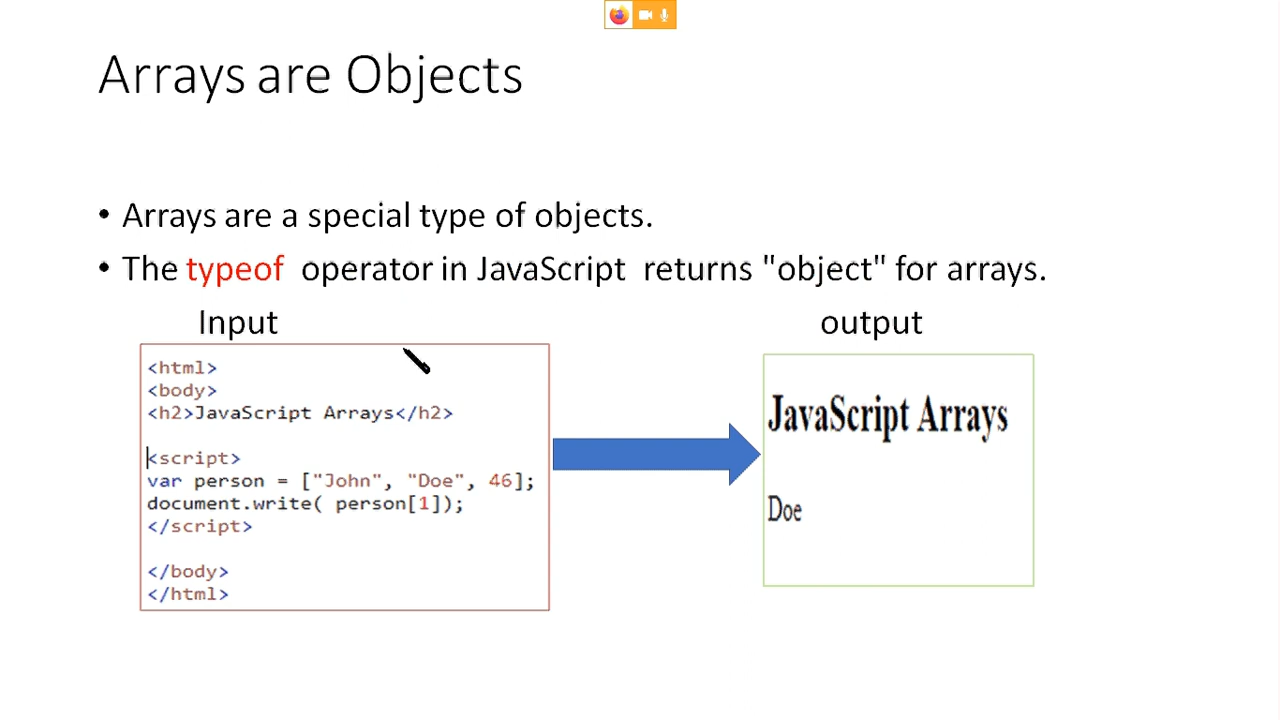 Arrays are Objects
• Arrays are a special type of objects.
• The typeof operator in JavaScript returns "object" for arrays.
Input
output
<html>
<body>
<h2>JavaScript Arrays</h2>
<script>
var person = ["John", "Doe", 46];
document.write( person[1]);
</script>
</body>
</html>
JavaScript Arrays
Doe